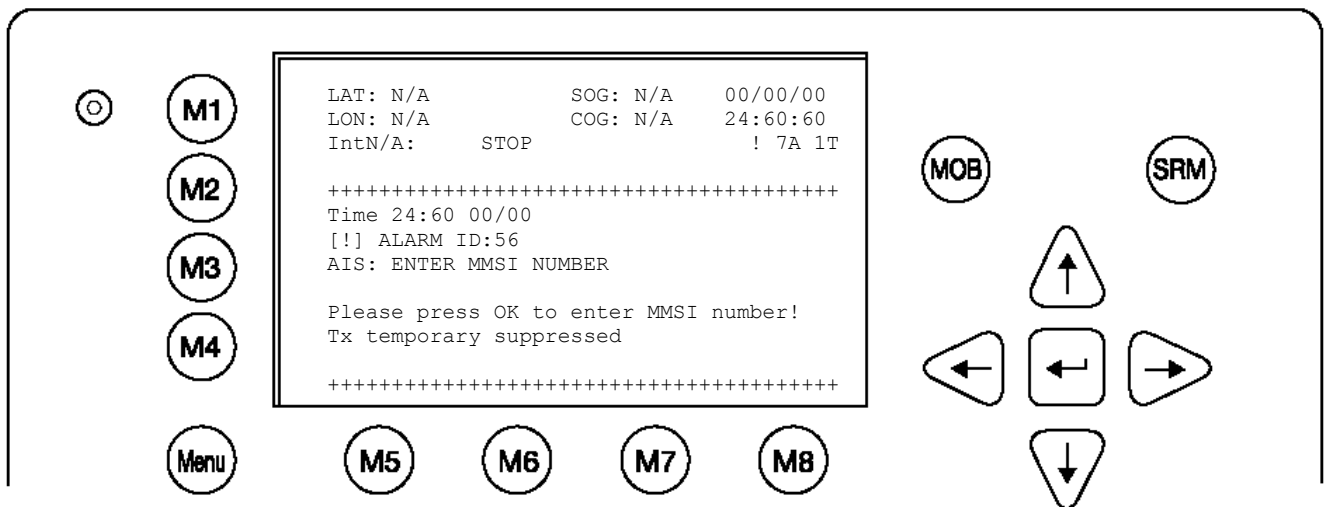 LAT: N/A SOG: N/A 00/00/00
LON: N/A COG: N/A 24:60:60
IntN/A: STOP ! 7A 1T
++++++++++++++++++++++++++++++++++++++++
Time 24:60 00/00
[!] ALARM ID:56
AIS: ENTER MMSI NUMBER
Please press OK to enter MMSI number!
Tx temporary suppressed
++++++++++++++++++++++++++++++++++++++++
M1
M2
M3
M4
Menu
M5 M6 M7 M8
MOB SRM